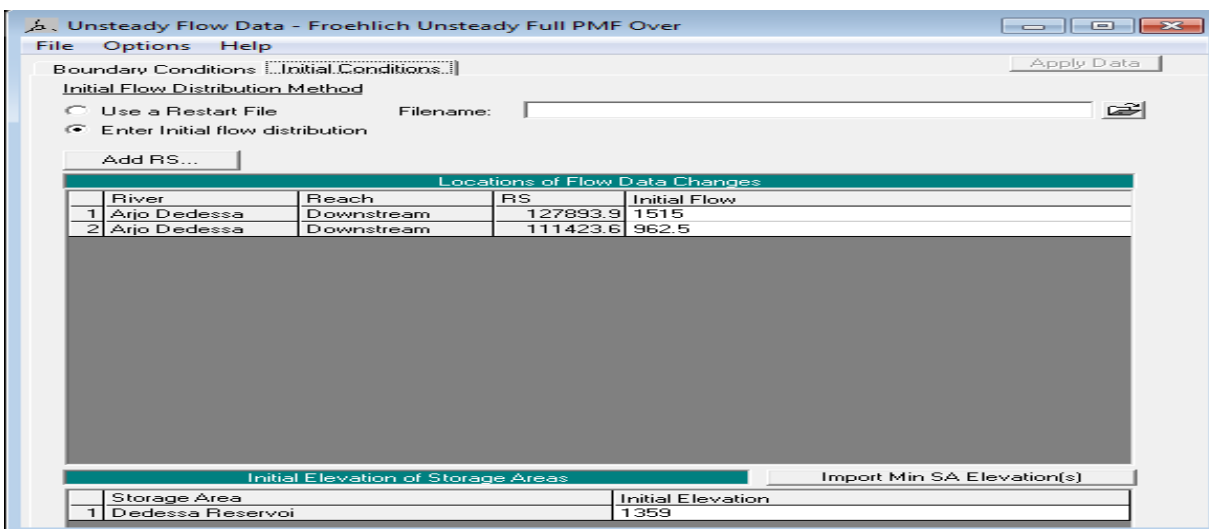 Unsteady Flow Data - Froehlich Unsteady Full PMF Over
File Options Help
Boundary Conditions Initial Conditions Apply Data
Initial Flow Distribution Method
Use a Restart File Filename:
Enter Initial flow distribution
Add RS...
Locations of Flow Data Changes
River Reach RS Initial Flow
1 Arjo Dedessa Downstream 127893.9 1515
2 Arjo Dedessa Downstream 111423.6 962.5
Initial Elevation of Storage Areas Import Min SA Elevation(s)
Storage Area Initial Elevation
1 Dedessa Reservoi 1359